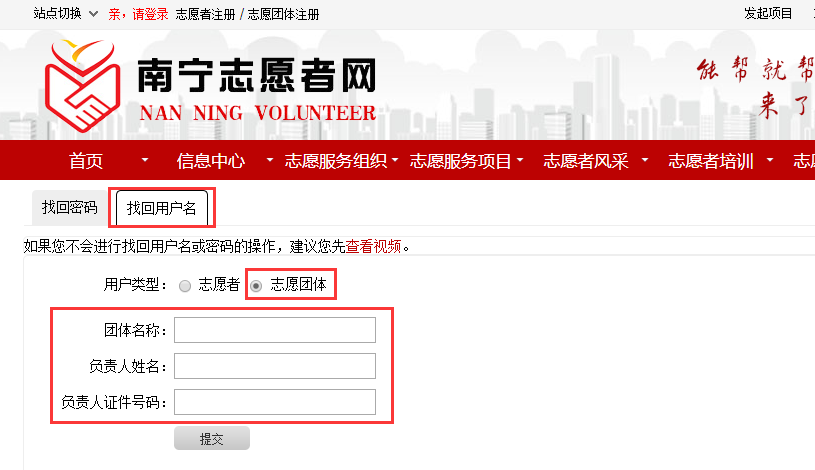 站点切换 亲，请登录 志愿者注册 / 志愿团体注册 发起项目
南宁志愿者网
NAN NING VOLUNTEER
能帮就帮
来了
首页 信息中心 志愿服务组织 志愿服务项目 志愿者风采 志愿者培训 志
找回密码 找回用户名
如果您不会进行找回用户名或密码的操作，建议您先查看视频。
用户类型： 志愿者 志愿团体
团体名称：
负责人姓名：
负责人证件号码：
提交